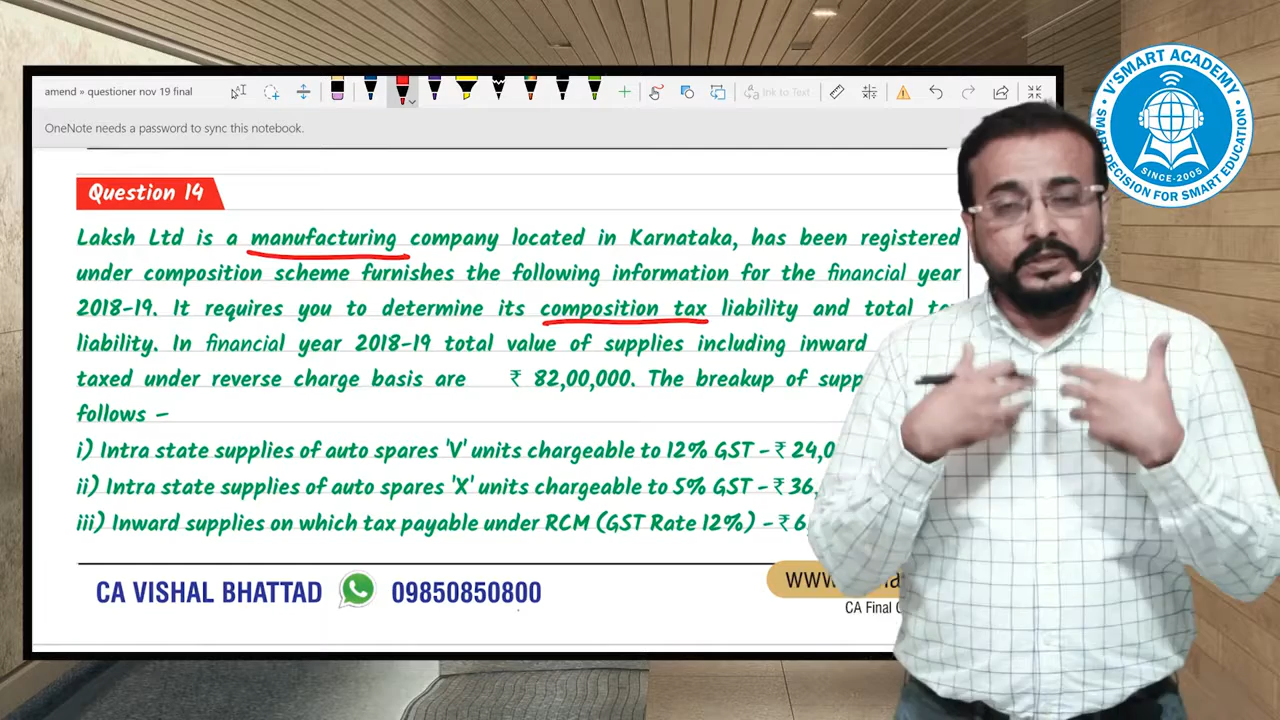 amend » questioner nov 19 final
Ink to Text
OneNote needs a password to sync this notebook.
V'SMART ACADEMY
SMART DECISION FOR SMART EDUCATION
SINCE-2005
Question 14
Laksh Ltd is a manufacturing company located in Karnataka, has been registered
under composition scheme furnishes the following information for the financial year
2018-19. It requires you to determine its composition tax liability and total
liability. In financial year 2018-19 total value of supplies including inward
taxed under reverse charge basis are ₹ 82,00,000. The breakup of
follows –
i) Intra state supplies of auto spares 'V' units chargeable to 12% GST - ₹ 24,0
ii) Intra state supplies of auto spares 'X' units chargeable to 5% GST - ₹ 36,
iii) Inward supplies on which tax payable under RCM (GST Rate 12%) - ₹ 6,
CA VISHAL BHATTAD 09850850800
www.
CA Final